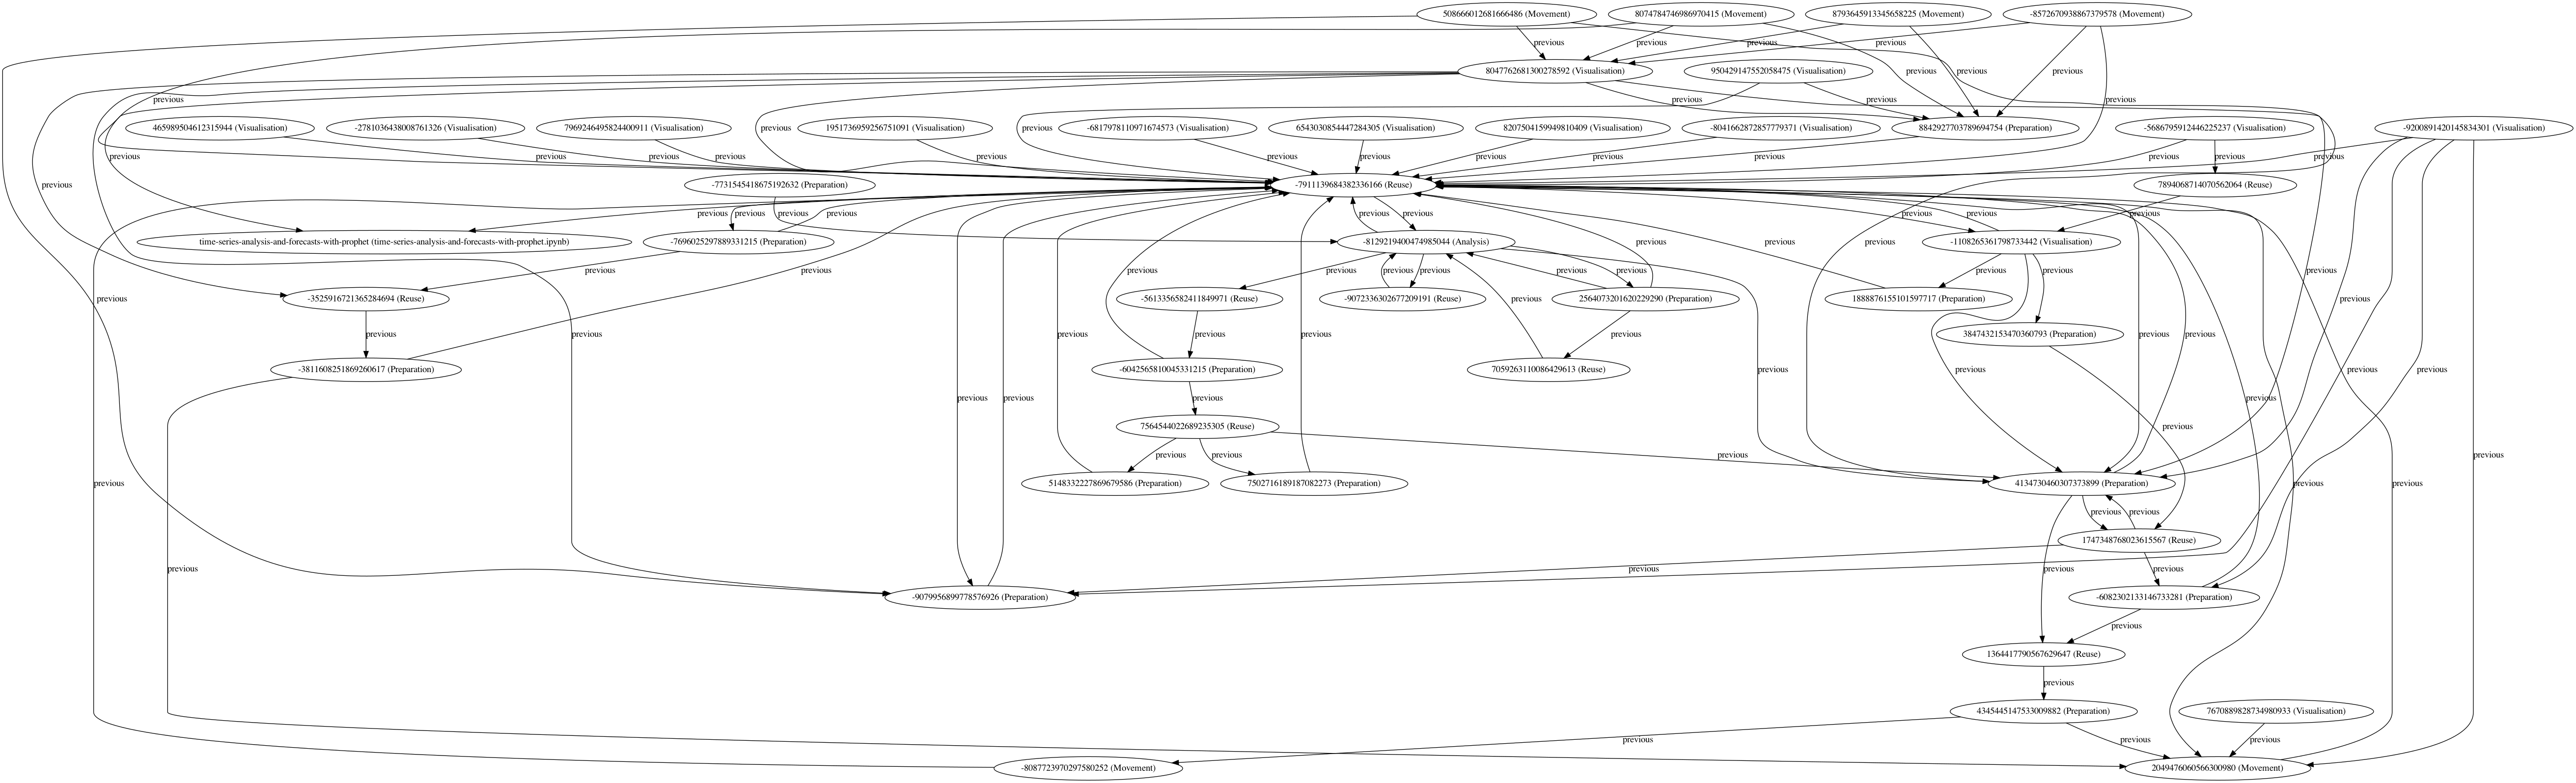 508666012681666486 (Movement)
8074784746986970415 (Movement)
8793645913345658225 (Movement)
-8572670938867379578 (Movement)
previous
previous
previous
previous
8047762681300278592 (Visualisation)
950429147552058475 (Visualisation)
previous
previous
previous
previous
previous
previous
previous
465989504612315944 (Visualisation)
-2781036438008761326 (Visualisation)
7969246495824400911 (Visualisation)
1951736959256751091 (Visualisation)
previous
previous
-6817978110971674573 (Visualisation)
6543030854447284305 (Visualisation)
8207504159949810409 (Visualisation)
-8041662872857779371 (Visualisation)
8842927703789694754 (Preparation)
-5686795912446225237 (Visualisation)
-9200891420145834301 (Visualisation)
previous
previous
previous
previous
previous
previous
previous
previous
previous
previous
previous
previous
previous
previous
-7731545418675192632 (Preparation)
-7911139684382336166 (Reuse)
7894068714070562064 (Reuse)
previous
previous
previous
previous
previous
previous
previous
previous
previous
time-series-analysis-and-forecasts-with-prophet (time-series-analysis-and-forecasts-with-prophet.ipynb)
-7696025297889331215 (Preparation)
-8129219400474985044 (Analysis)
previous
previous
-1108265361798733442 (Visualisation)
previous
previous
previous
previous
previous
previous
previous
previous
previous
previous
-3525916721365284694 (Reuse)
-5613356582411849971 (Reuse)
-9072336302677209191 (Reuse)
2564073201620229290 (Preparation)
1888876155101597717 (Preparation)
previous
previous
previous
previous
previous
previous
previous
previous
previous
previous
3847432153470360793 (Preparation)
-3811608251869260617 (Preparation)
-6042565810045331215 (Preparation)
7059263110086429613 (Reuse)
previous
previous
previous
previous
previous
previous
previous
previous
7564544022689235305 (Reuse)
previous
previous
previous
previous
5148332227869679586 (Preparation)
7502716189187082273 (Preparation)
4134730460307373899 (Preparation)
previous
previous
previous
previous
previous
1747348768023615567 (Reuse)
previous
previous
previous
previous
-9079956899778576926 (Preparation)
-6082302133146733281 (Preparation)
previous
1364417790567629647 (Reuse)
previous
4345445147533009882 (Preparation)
7670889828734980933 (Visualisation)
previous
previous
previous
-8087723970297580252 (Movement)
2049476060566300980 (Movement)